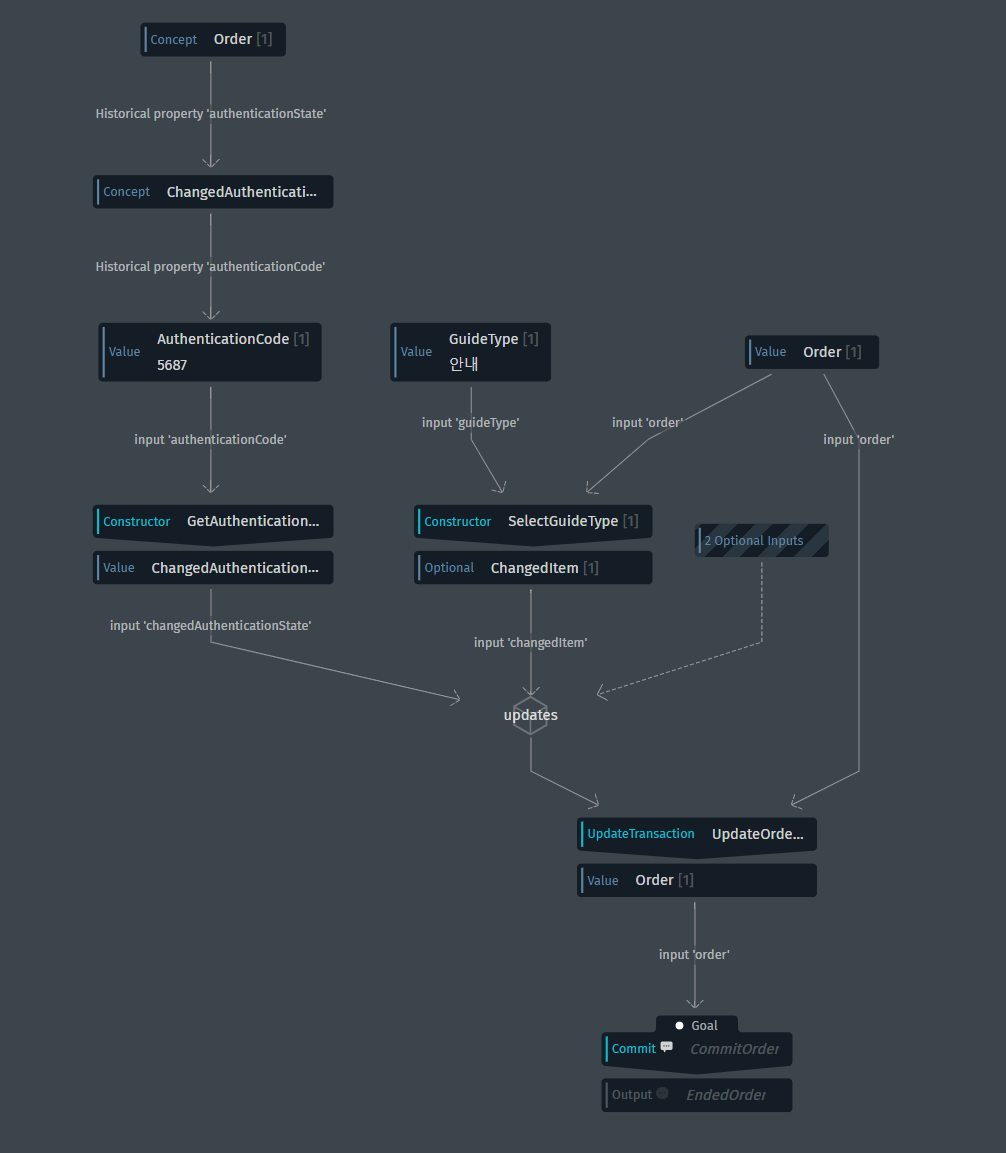 Concept Order [1]
Historical property 'authenticationState'
Concept ChangedAuthenticati...
Historical property 'authenticationCode'
Value AuthenticationCode [1]
5687
Value GuideType [1]
안내
Value Order [1]
input 'guideType'
input 'order'
input 'authenticationCode'
input 'order'
Constructor GetAuthentication...
Value ChangedAuthentication...
Constructor SelectGuideType [1]
Optional ChangedItem [1]
2 Optional Inputs
input 'changedAuthenticationState'
input 'changedItem'
updates
UpdateTransaction UpdateOrde...
Value Order [1]
input 'order'
Goal
Commit CommitOrder
Output EndedOrder